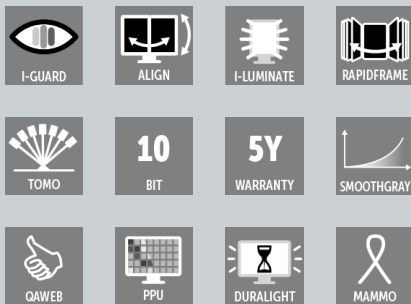 I-GUARD
ALIGN
I-LUMINATE
RAPIDFRAME
TOMO
10
BIT
5Y
WARRANTY
SMOOTHGRAY
QAWEB
PPU
DURALIGHT
MAMMO